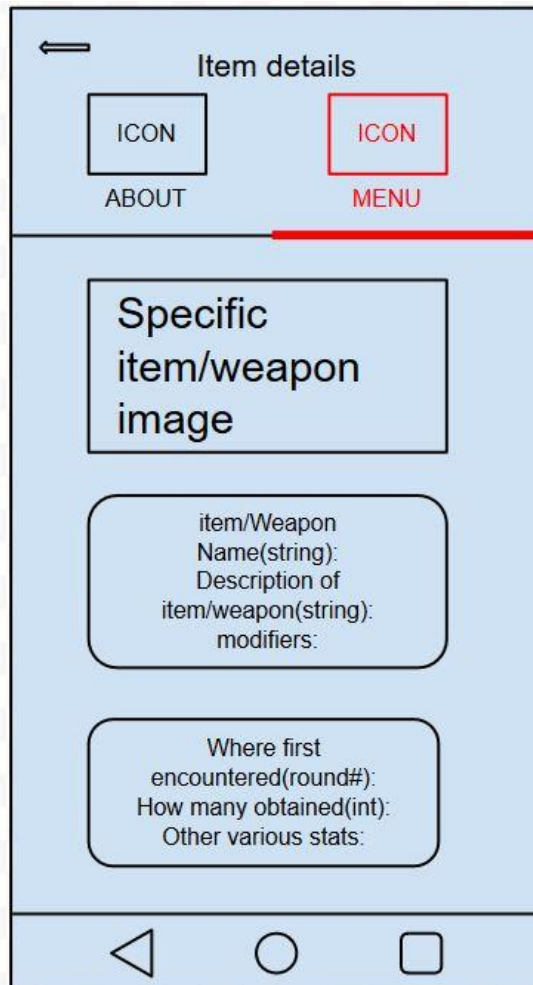 Item details
ICON
ICON
ABOUT
MENU
Specific
item/weapon
image
item/Weapon
Name(string):
Description of
item/weapon(string):
modifiers:
Where first
encountered(round#):
How many obtained(int):
Other various stats: